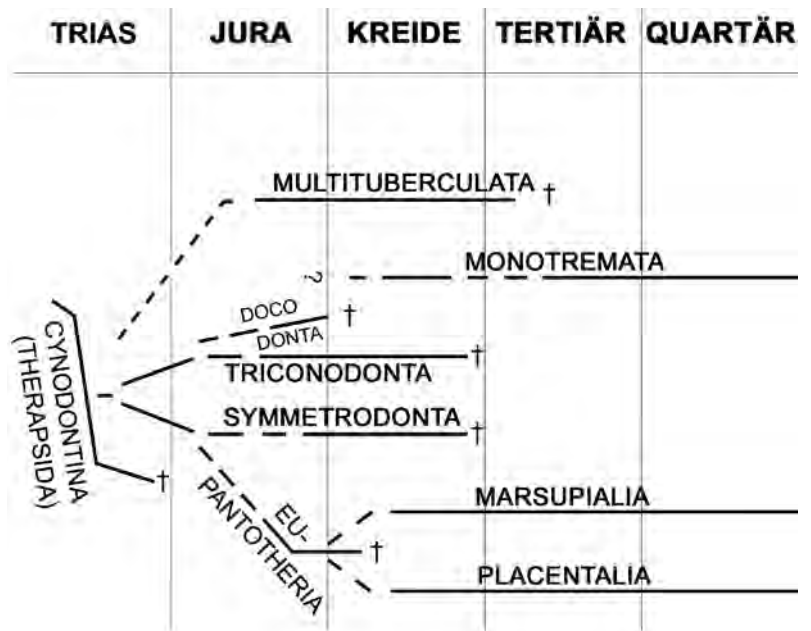 TRIAS JURA KREIDE TERTIÄR QUARTÄR
MULTITUBERCULATA †
? MONOTREMATA
DOCO †
DONTA
†
TRICONODONTA
CYNODONTINA
(THERAPSIDA)
†
SYMMETRODONTA †
EU-
PANTOTHERIA
†
MARSUPIALIA
PLACENTALIA